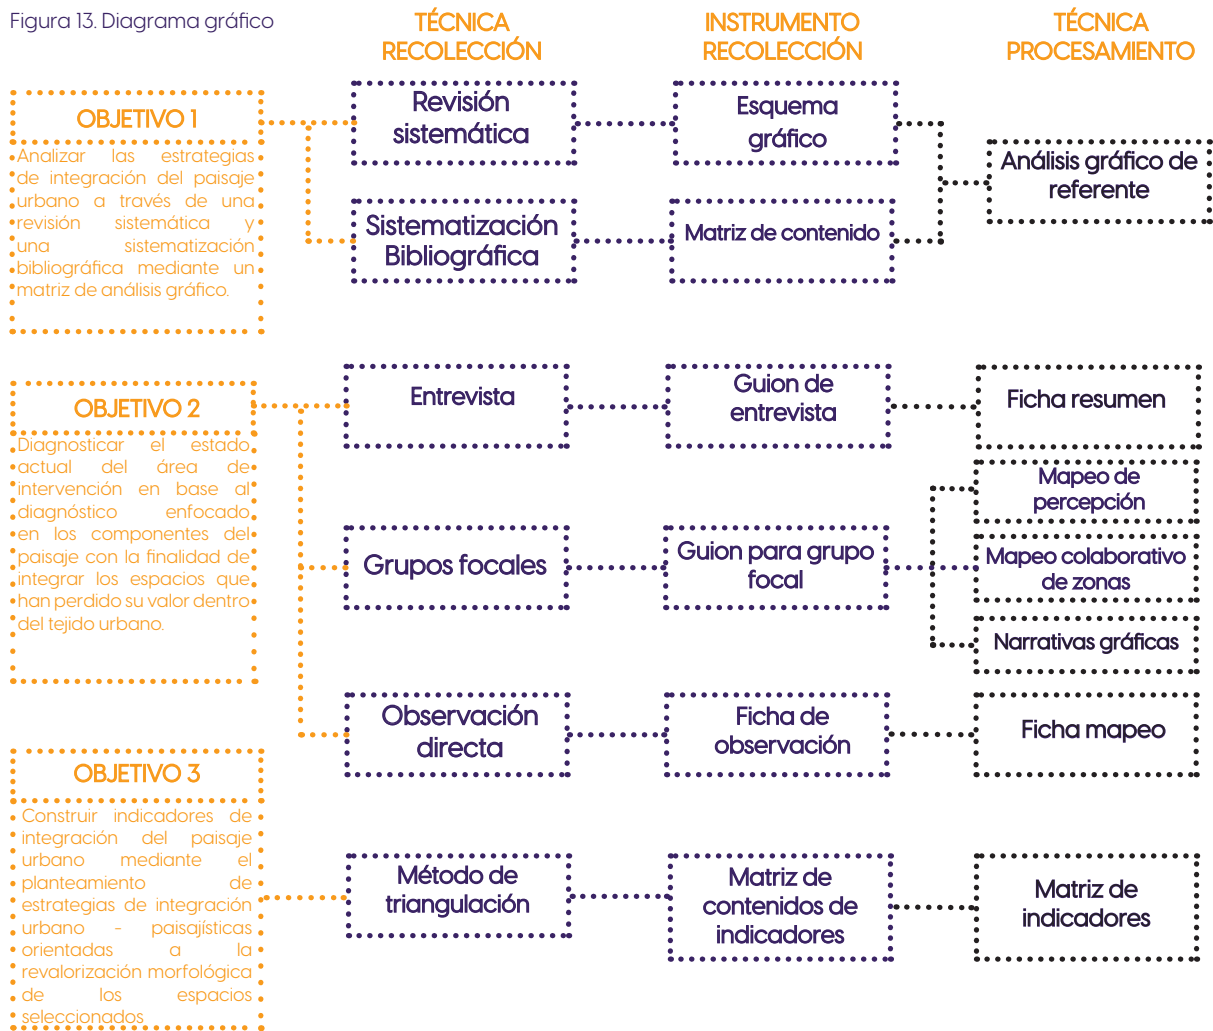 Figura 13. Diagrama gráfico
TÉCNICA
RECOLECCIÓN
INSTRUMENTO
RECOLECCIÓN
TÉCNICA
PROCESAMIENTO
OBJETIVO 1
Analizar las estrategias
de integración del paisaje
urbano a través de una
revisión sistemática y
una sistematización
bibliográfica mediante un
matriz de análisis gráfico.
Revisión
sistemática
Esquema
gráfico
Sistematización
Bibliográfica
Matriz de contenido
Análisis gráfico de
referente
OBJETIVO 2
Diagnosticar el estado
actual del área de
intervención en base al
diagnóstico enfocado
en los componentes del
paisaje con la finalidad de
integrar los espacios que
han perdido su valor dentro
del tejido urbano.
Entrevista
Guion de
entrevista
Ficha resumen
Grupos focales
Guion para grupo
focal
Mapeo de
percepción
Mapeo colaborativo
de zonas
Narrativas gráficas
Observación
directa
Ficha de
observación
Ficha mapeo
OBJETIVO 3
Construir indicadores de
integración del paisaje
urbano mediante el
planteamiento de
estrategias de integración
urbano - paisajísticas
orientadas a la
revalorización morfológica
de los espacios
seleccionados
Método de
triangulación
Matriz de
contenidos de
indicadores
Matriz de
indicadores